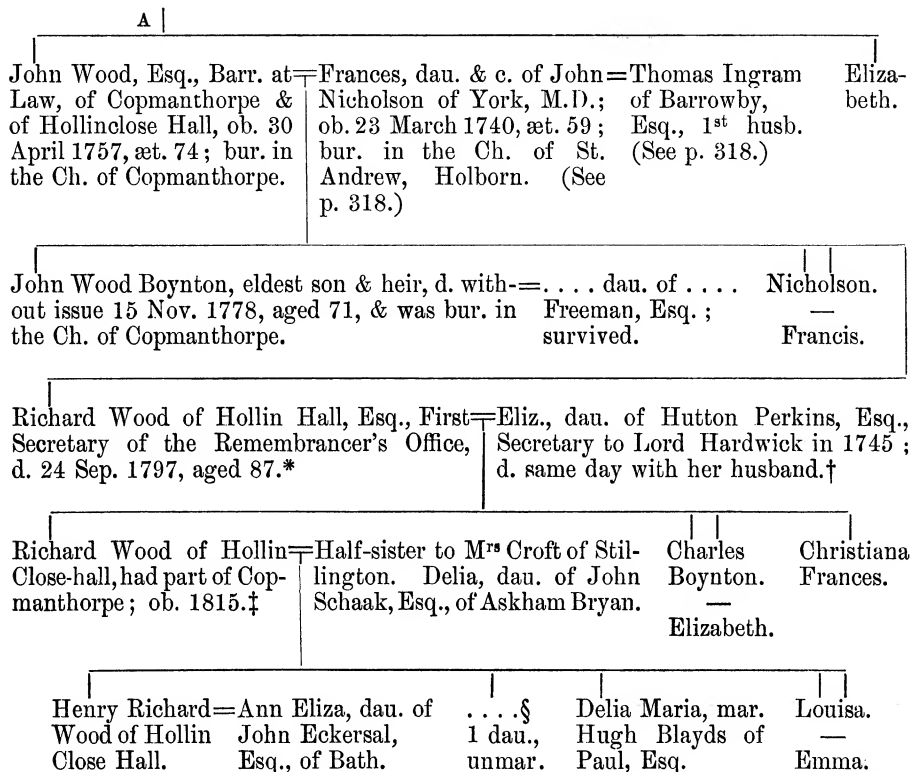 A
John Wood, Esq., Barr. at
Law, of Copmanthorpe &
of Hollinclose Hall, ob. 30
April 1757, æt. 74; bur. in
the Ch. of Copmanthorpe.
=Frances, dau. & c. of John
Nicholson of York, M.D.;
ob. 23 March 1740, æt. 59;
bur. in the Ch. of St.
Andrew, Holborn. (See
p. 318.)
=Thomas Ingram
of Barrowby,
Esq., 1st husb.
(See p. 318.)
Eliza-
beth.
John Wood Boynton, eldest son & heir, d. with-
out issue 15 Nov. 1778, aged 71, & was bur. in
the Ch. of Copmanthorpe.
=. . . . dau. of . . . .
Freeman, Esq.;
survived.
Nicholson.
—
Francis.
Richard Wood of Hollin Hall, Esq., First
Secretary of the Remembrancer's Office,
d. 24 Sep. 1797, aged 87.*
=Eliz., dau. of Hutton Perkins, Esq.,
Secretary to Lord Hardwick in 1745;
d. same day with her husband.†
Richard Wood of Hollin
Close-hall, had part of Cop-
manthorpe; ob. 1815.‡
=Half-sister to Mrs Croft of Stil-
lington. Delia, dau. of John
Schaak, Esq., of Askham Bryan.
Charles
Boynton.
—
Elizabeth.
Christiana
Frances.
Henry Richard
Wood of Hollin
Close Hall.
=Ann Eliza, dau. of
John Eckersal,
Esq., of Bath.
. . . .§
1 dau.,
unmar.
Delia Maria, mar.
Hugh Blayds of
Paul, Esq.
Louisa.
—
Emma.